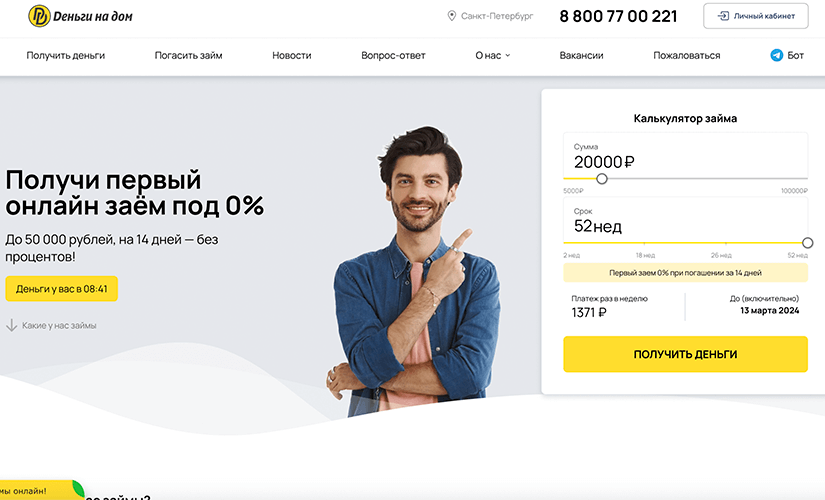 Деньги на дом
Санкт-Петербург
8 800 77 00 221
Личный кабинет
Получить деньги
Погасить займ
Новости
Вопрос-ответ
О нас
Вакансии
Пожаловаться
Бот
Получи первый
онлайн заём под 0%
До 50 000 рублей, на 14 дней — без
процентов!
Деньги у вас в 08:41
Какие у нас займы
Калькулятор займа
Сумма
20000 ₽
5000₽
100000₽
Срок
52 нед
2 нед
18 нед
26 нед
52 нед
Первый заем 0% при погашении за 14 дней
Платеж раз в неделю
1371 ₽
До (включительно)
13 марта 2024
ПОЛУЧИТЬ ДЕНЬГИ
онлайн!
займы?